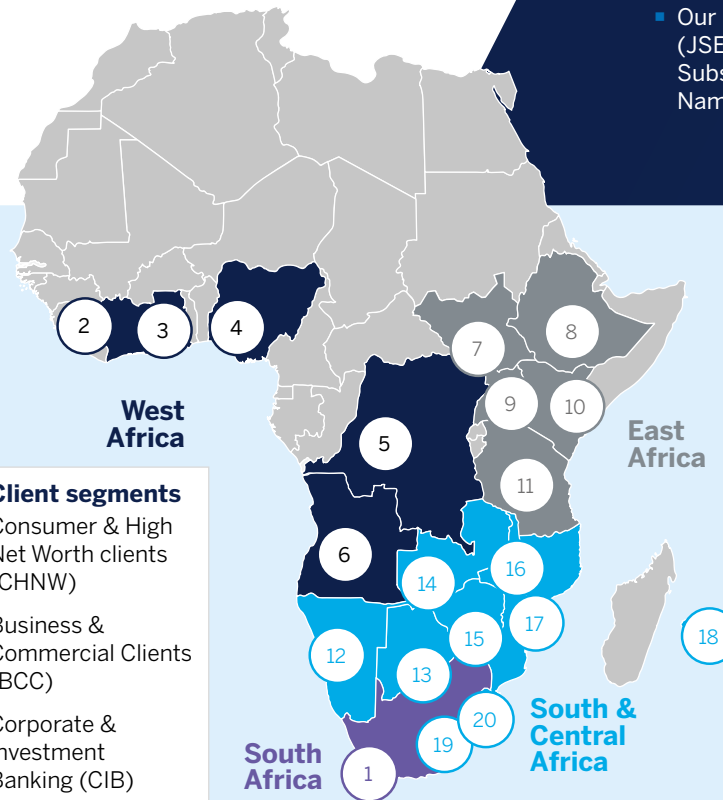 Our
(JSE
Subs
Nam
2
3
4
7
8
9
10
5
11
6
14
16
12
15
17
13
18
20
19
1
West
Africa
East
Africa
South &
Central
Africa
South
Africa
Client segments
Consumer & High
Net Worth clients
(CHNW)
Business &
Commercial Clients
(BCC)
Corporate &
Investment
Banking (CIB)